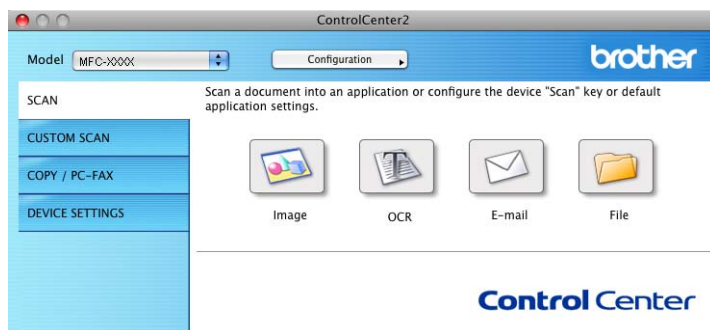 ControlCenter2
Model MFC-XXXX Configuration brother
SCAN
CUSTOM SCAN
COPY / PC-FAX
DEVICE SETTINGS
Scan a document into an application or configure the device "Scan" key or default
application settings.
Image OCR E-mail File
Control Center